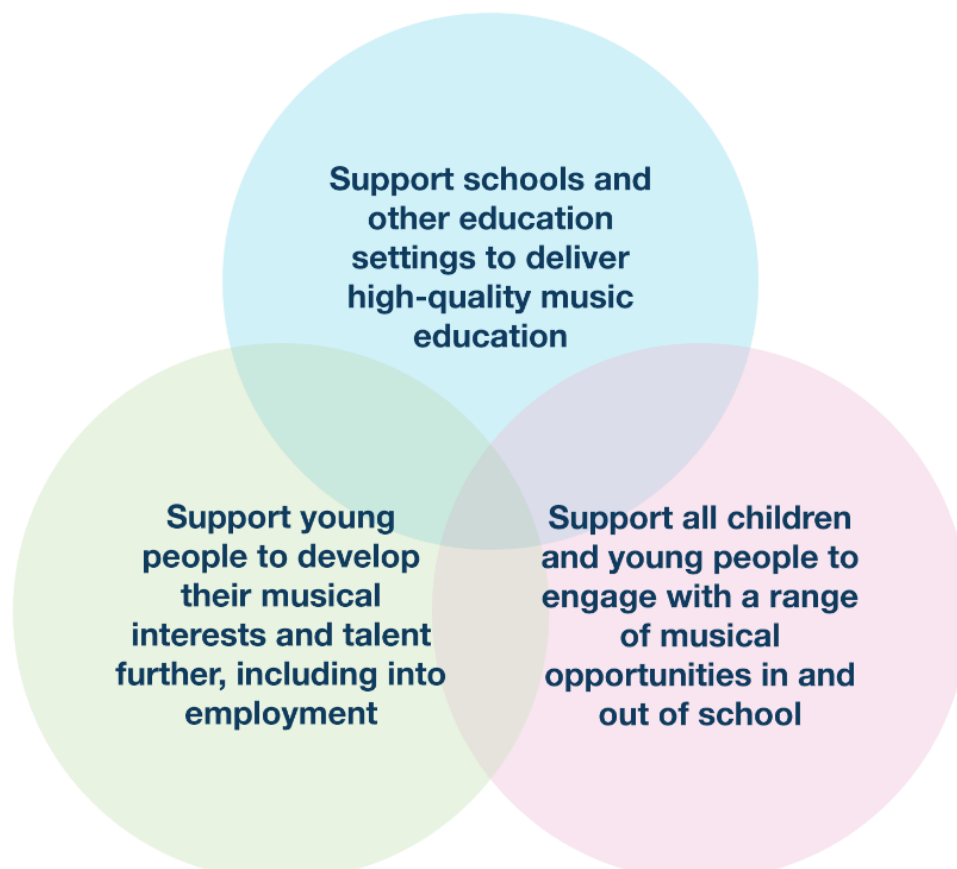 Support schools and
other education
settings to deliver
high-quality music
education
Support young
people to develop
their musical
interests and talent
further, including into
employment
Support all children
and young people to
engage with a range
of musical
opportunities in and
out of school